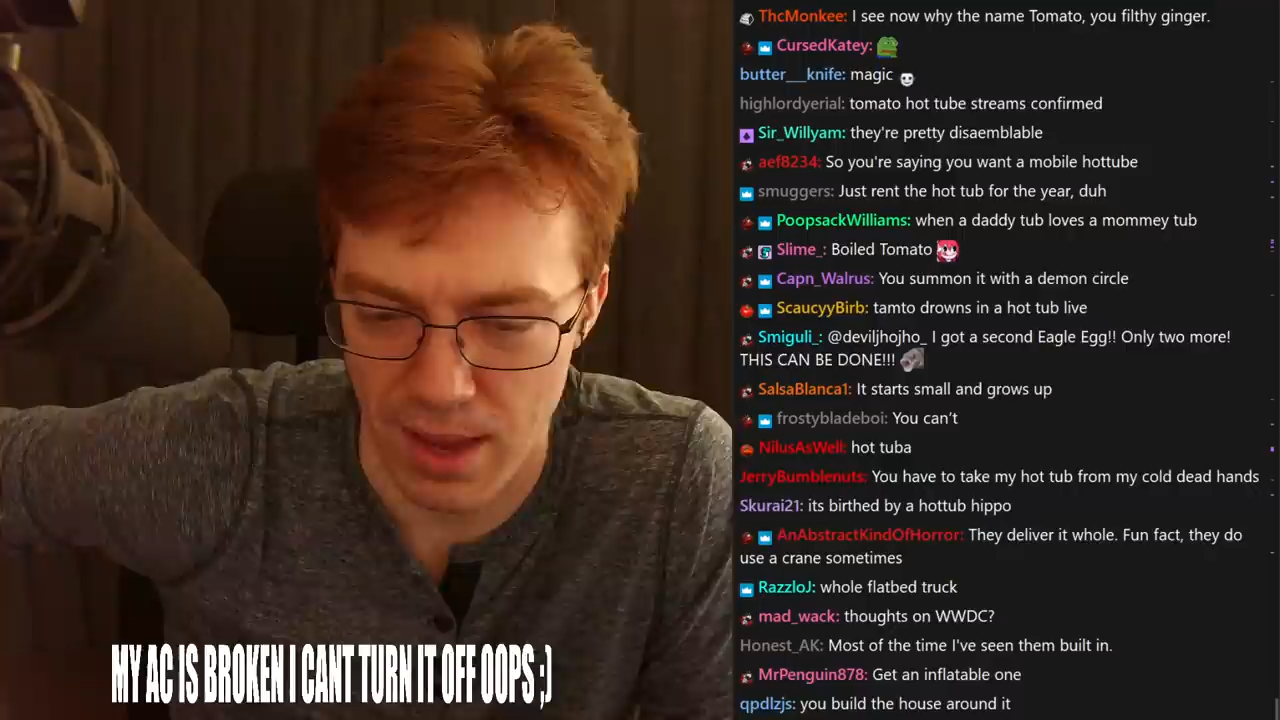 ThcMonkee: I see now why the name Tomato, you filthy ginger.
CursedKatey:
butter___knife: magic
highlordyerial: tomato hot tube streams confirmed
Sir_Willyam: they're pretty disaemblable
aef8234: So you're saying you want a mobile hottube
smuggers: Just rent the hot tub for the year, duh
PoopsackWilliams: when a daddy tub loves a mommey tub
Slime_: Boiled Tomato
Capn_Walrus: You summon it with a demon circle
ScaucyyBirb: tamto drowns in a hot tub live
Smiguli_: @deviljhojho_ I got a second Eagle Egg!! Only two more!
THIS CAN BE DONE!!!
SalsaBlanca1: It starts small and grows up
frostybladeboi: You can’t
NilusAsWell: hot tuba
JerryBumblenuts: You have to take my hot tub from my cold dead hands
Skurai21: its birthed by a hottub hippo
AnAbstractKindOfHorror: They deliver it whole. Fun fact, they do
use a crane sometimes
RazzloJ: whole flatbed truck
mad_wack: thoughts on WWDC?
Honest_AK: Most of the time I've seen them built in.
MrPenguin878: Get an inflatable one
qpdlzjs: you build the house around it
MY AC IS BROKEN I CANT TURN IT OFF OOPS ;)